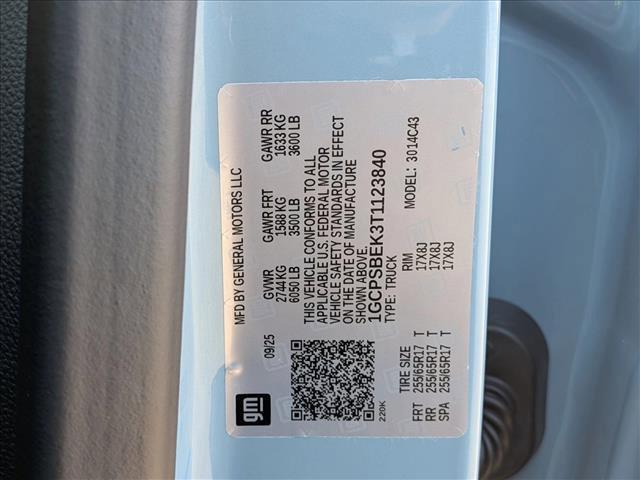 gm
MFD BY GENERAL MOTORS LLC
09/25
GVWR GAWR FRT GAWR RR
2744 KG 1588 KG 1633 KG
6050 LB 3500 LB 3600 LB
THIS VEHICLE CONFORMS TO ALL
APPLICABLE U.S. FEDERAL MOTOR
VEHICLE SAFETY, STANDARDS IN EFFECT
ON THE DATE OF MANUFACTURE
SHOWN ABOVE.
1GCPSBEK3T1123840
TYPE: TRUCK MODEL: 3014C43
220K
TIRE SIZE RIM
FRT 255/65R17 T 17X8J
RR 255/65R17 T 17X8J
SPA 255/65R17 T 17X8J